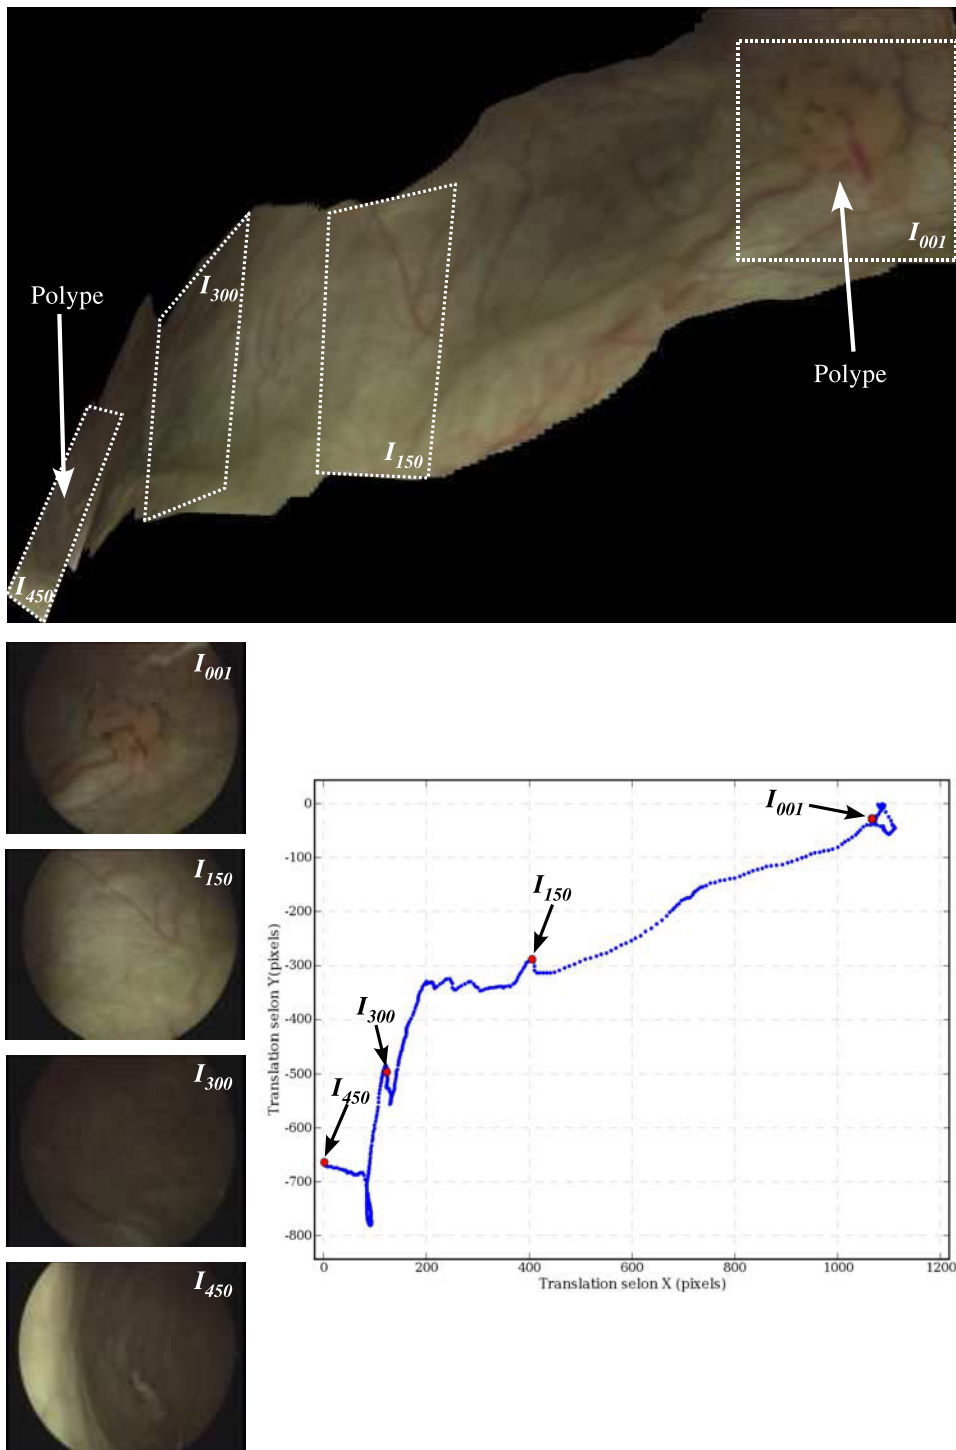 I001
Polype
I300
Polype
I150
I450
I001
I150
I300
I450
I001
I150
I300
I450
0
-100
-200
-300
-400
-500
-600
-700
-800
Translation selon Y(pixels)
0 200 400 600 800 1000 1200
Translation selon X (pixels)